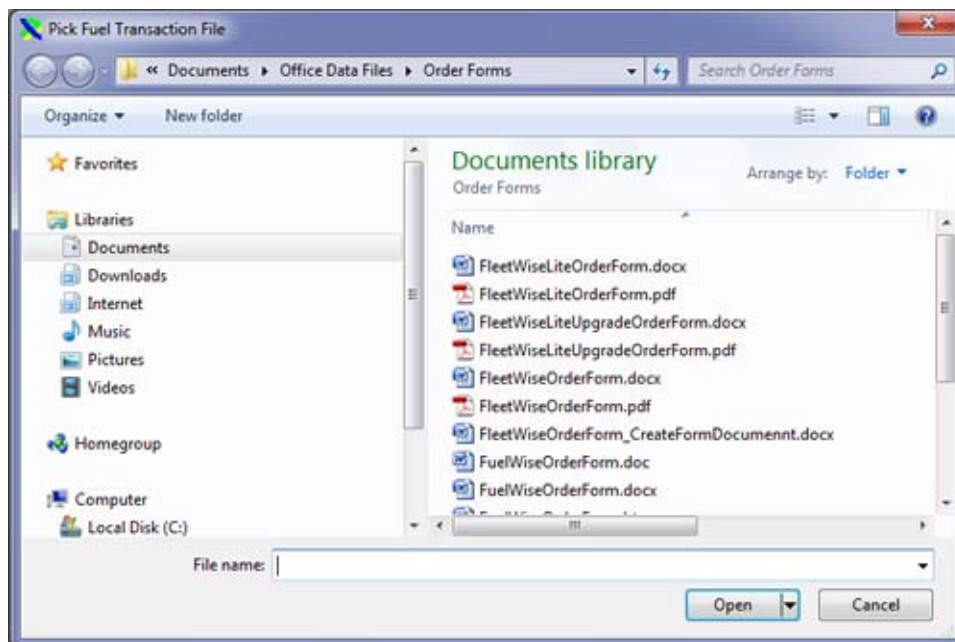 Pick Fuel Transaction File
« Documents Office Data Files Order Forms
Search Order Forms
Organize New folder
Favorites
Libraries
Documents
Downloads
Internet
Music
Pictures
Videos
Homegroup
Computer
Local Disk (C:)
Documents library
Order Forms
Arrange by: Folder
Name
FleetWiseLiteOrderForm.docx
FleetWiseLiteOrderForm.pdf
FleetWiseLiteUpgradeOrderForm.docx
FleetWiseLiteUpgradeOrderForm.pdf
FleetWiseOrderForm.docx
FleetWiseOrderForm.pdf
FleetWiseOrderForm_CreateFormDocumennt.docx
FuelWiseOrderForm.doc
FuelWiseOrderForm.docx
File name:
Open Cancel